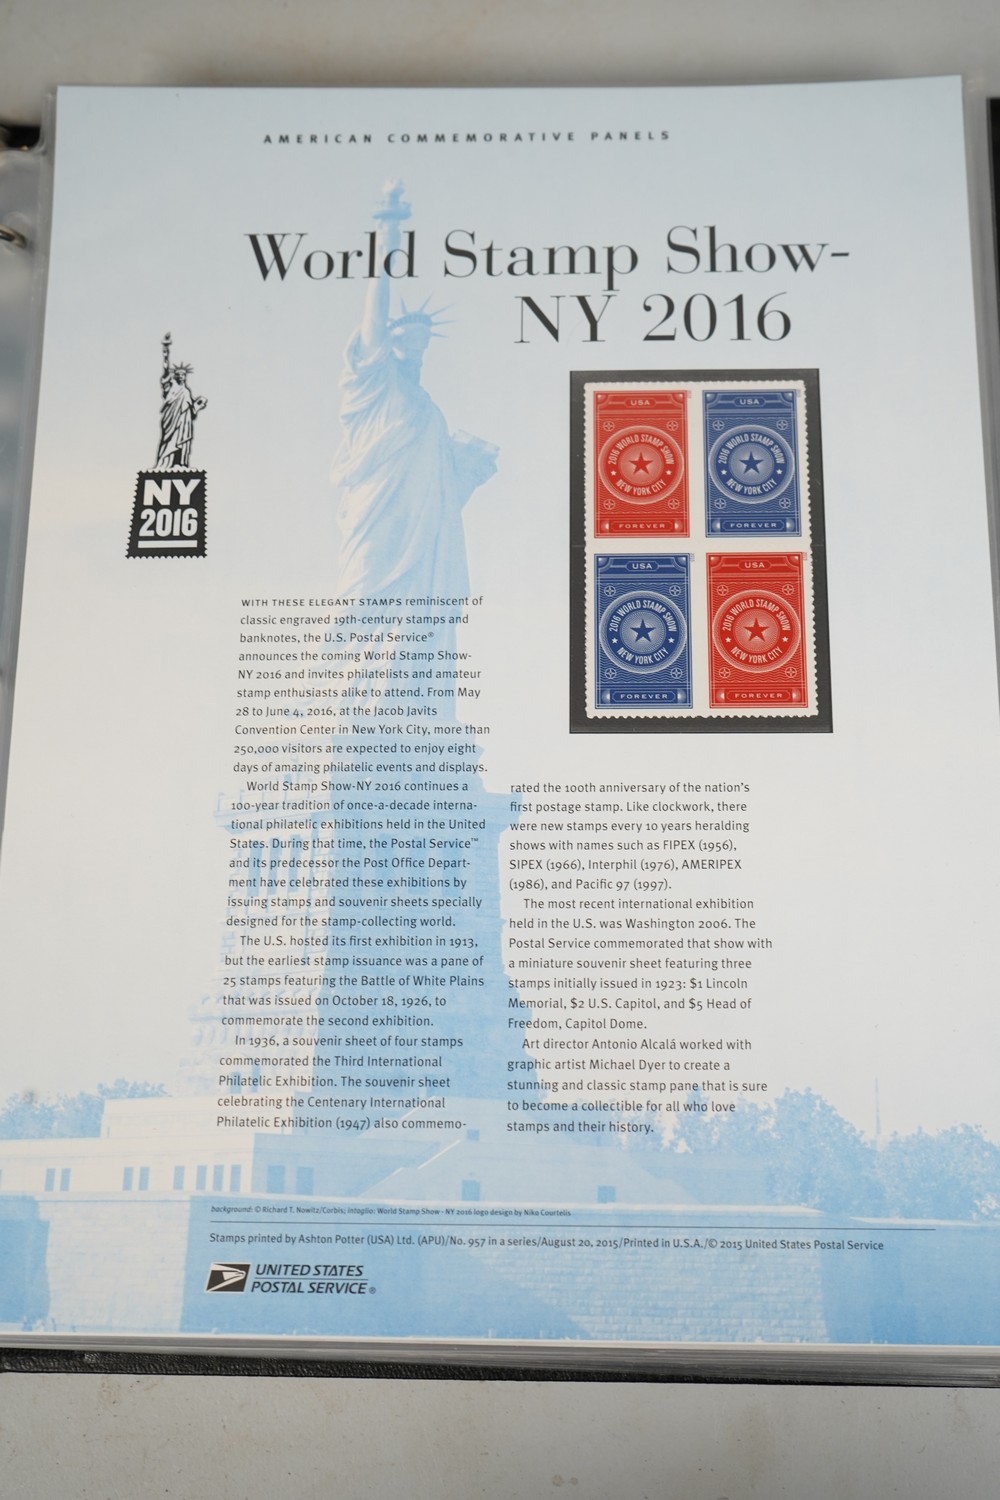 AMERICAN COMMEMORATIVE PANELS
World Stamp Show-
NY 2016
NY
2016
USA
2016 WORLD STAMP SHOW
NEW YORK CITY
FOREVER
USA
2016 WORLD STAMP SHOW
NEW YORK CITY
FOREVER
USA
2016 WORLD STAMP SHOW
NEW YORK CITY
FOREVER
USA
2016 WORLD STAMP SHOW
NEW YORK CITY
FOREVER
WITH THESE ELEGANT STAMPS reminiscent of
classic engraved 19th-century stamps and
banknotes, the U.S. Postal Service®
announces the coming World Stamp Show-
NY 2016 and invites philatelists and amateur
stamp enthusiasts alike to attend. From May
28 to June 4, 2016, at the Jacob Javits
Convention Center in New York City, more than
250,000 visitors are expected to enjoy eight
days of amazing philatelic events and displays.
World Stamp Show-NY 2016 continues a
100-year tradition of once-a-decade interna-
tional philatelic exhibitions held in the United
States. During that time, the Postal Service™
and its predecessor the Post Office Depart-
ment have celebrated these exhibitions by
issuing stamps and souvenir sheets specially
designed for the stamp-collecting world.
The U.S. hosted its first exhibition in 1913,
but the earliest stamp issuance was a pane of
25 stamps featuring the Battle of White Plains
that was issued on October 18, 1926, to
commemorate the second exhibition.
In 1936, a souvenir sheet of four stamps
commemorated the Third International
Philatelic Exhibition. The souvenir sheet
celebrating the Centenary International
Philatelic Exhibition (1947) also commemo-
rated the 100th anniversary of the nation's
first postage stamp. Like clockwork, there
were new stamps every 10 years heralding
shows with names such as FIPEX (1956),
SIPEX (1966), Interphil (1976), AMERIPEX
(1986), and Pacific 97 (1997).
The most recent international exhibition
held in the U.S. was Washington 2006. The
Postal Service commemorated that show with
a miniature souvenir sheet featuring three
stamps initially issued in 1923: $1 Lincoln
Memorial, $2 U.S. Capitol, and $5 Head of
Freedom, Capitol Dome.
Art director Antonio Alcalá worked with
graphic artist Michael Dyer to create a
stunning and classic stamp pane that is sure
to become a collectible for all who love
stamps and their history.
background: © Richard T. Nowitz/Corbis; intaglio: World Stamp Show - NY 2016 logo design by Niko Courtelis
Stamps printed by Ashton Potter (USA) Ltd. (APU)/No. 957 in a series/August 20, 2015/Printed in U.S.A./© 2015 United States Postal Service
UNITED STATES
POSTAL SERVICE®